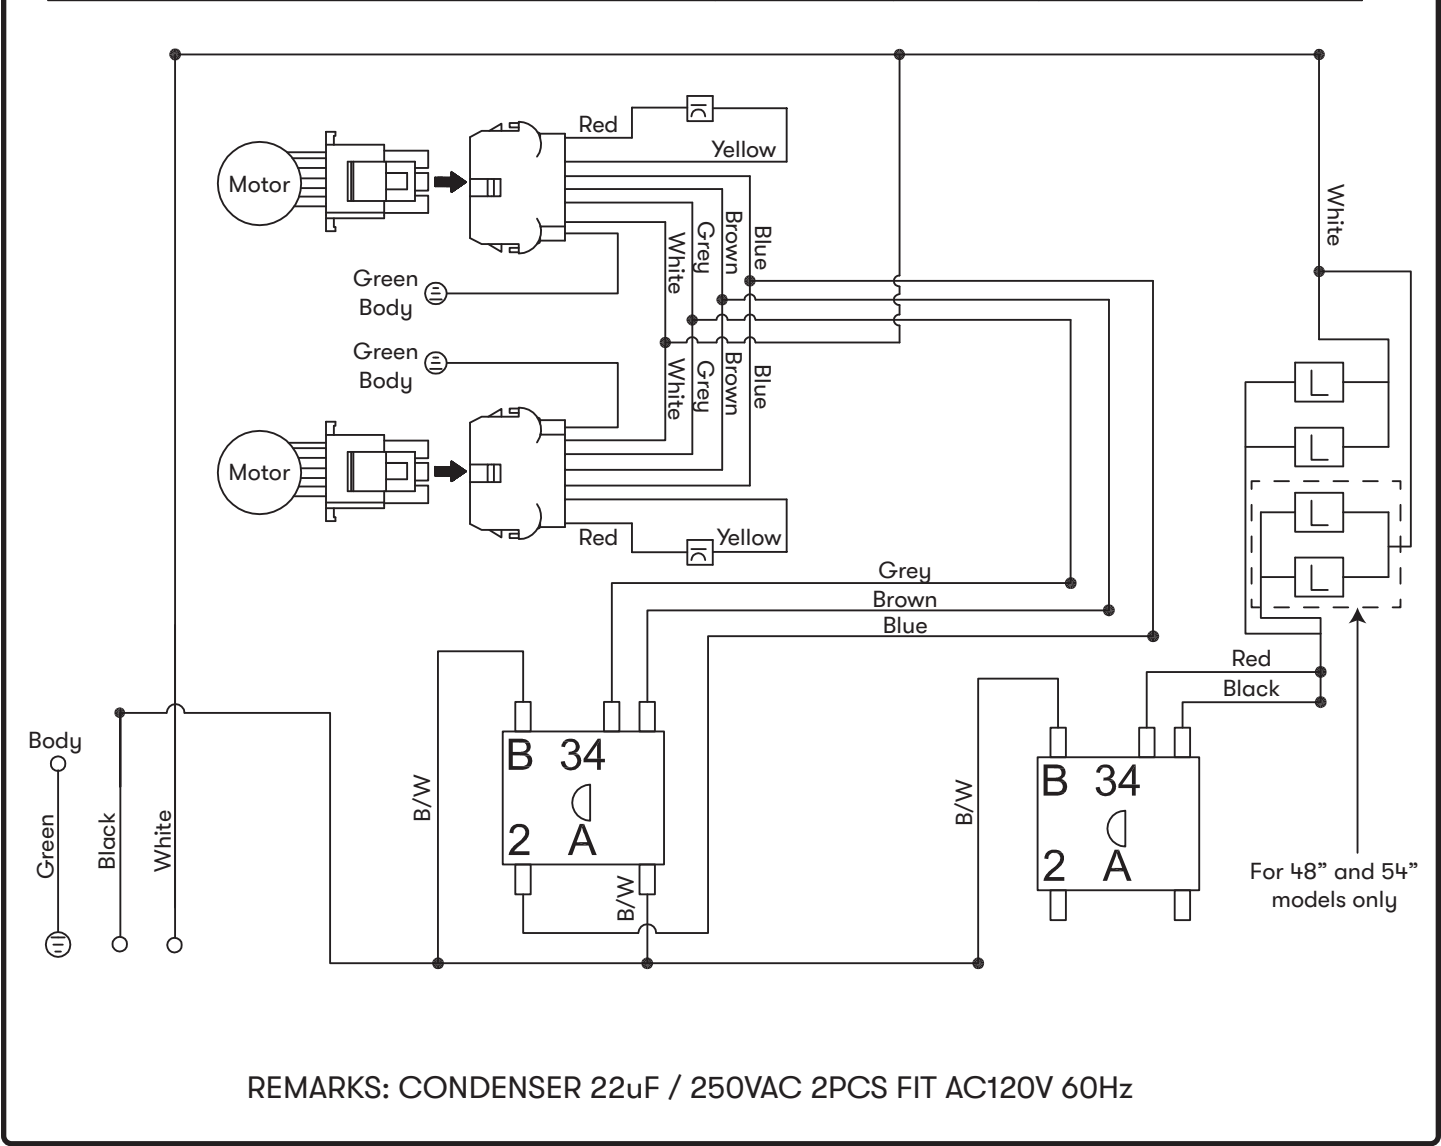 Red
Yellow
Motor
White
Grey
Brown
Blue
White
Green
Body
Green
Body
White
Grey
Brown
Blue
L
L
L
L
Motor
Red
Yellow
Grey
Brown
Blue
Red
Black
Body
Green
Black
White
B/W
B 34
2 A
B/W
B/W
B 34
2 A
For 48” and 54”
models only
REMARKS: CONDENSER 22uF / 250VAC 2PCS FIT AC120V 60Hz